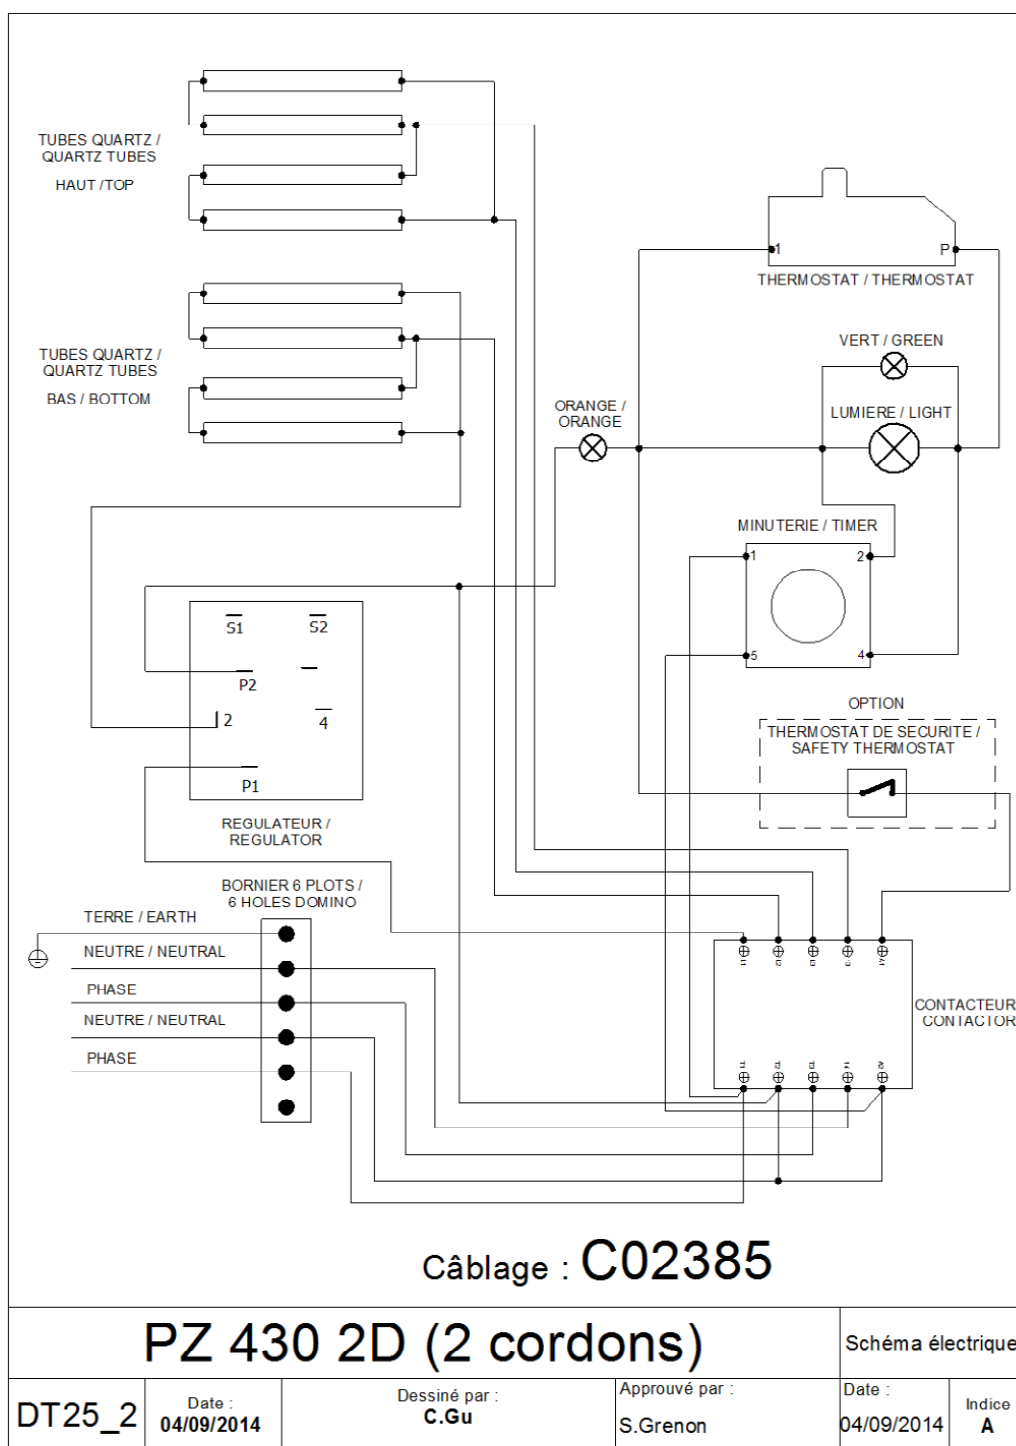 TUBES QUARTZ /
QUARTZ TUBES
HAUT /TOP
1
P
THERMOSTAT / THERMOSTAT
VERT / GREEN
TUBES QUARTZ /
QUARTZ TUBES
BAS / BOTTOM
ORANGE /
ORANGE
LUMIERE / LIGHT
MINUTERIE / TIMER
1
2
5
4
S1
S2
P2
2
4
P1
REGULATEUR /
REGULATOR
OPTION
THERMOSTAT DE SECURITE /
SAFETY THERMOSTAT
BORNIER 6 PLOTS /
6 HOLES DOMINO
TERRE / EARTH
NEUTRE / NEUTRAL
PHASE
NEUTRE / NEUTRAL
PHASE
CONTACTEUR
CONTACTOR
T1
T2
T3
A2
Câblage : C02385
PZ 430 2D (2 cordons)
Schéma électrique
DT25_2
Date :
04/09/2014
Dessiné par :
C.Gu
Approuvé par :
S.Grenon
Date :
04/09/2014
Indice
A